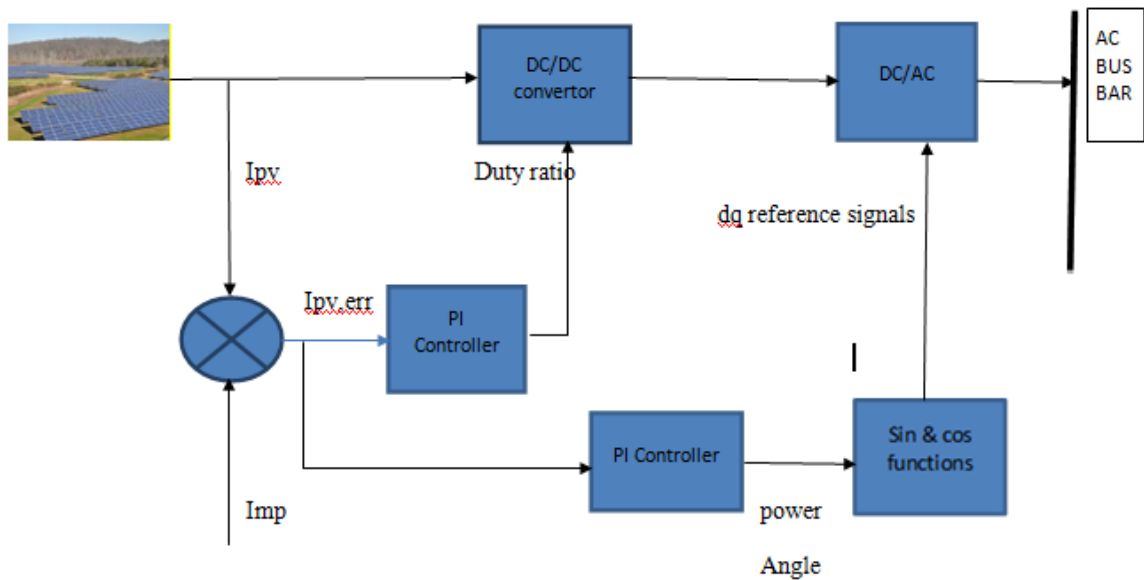 DC/DC
convertor
DC/AC
AC
BUS
BAR
Ipv
Duty ratio
dq reference signals
Ipv,err
PI
Controller
PI Controller
Sin & cos
functions
Imp
power
Angle